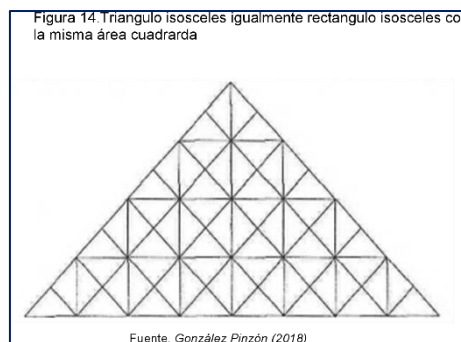 Figura 14.Triangulo isosceles igualmente rectangulo isosceles co
la misma área cuadrarda
Fuente. González Pinzón (2018)